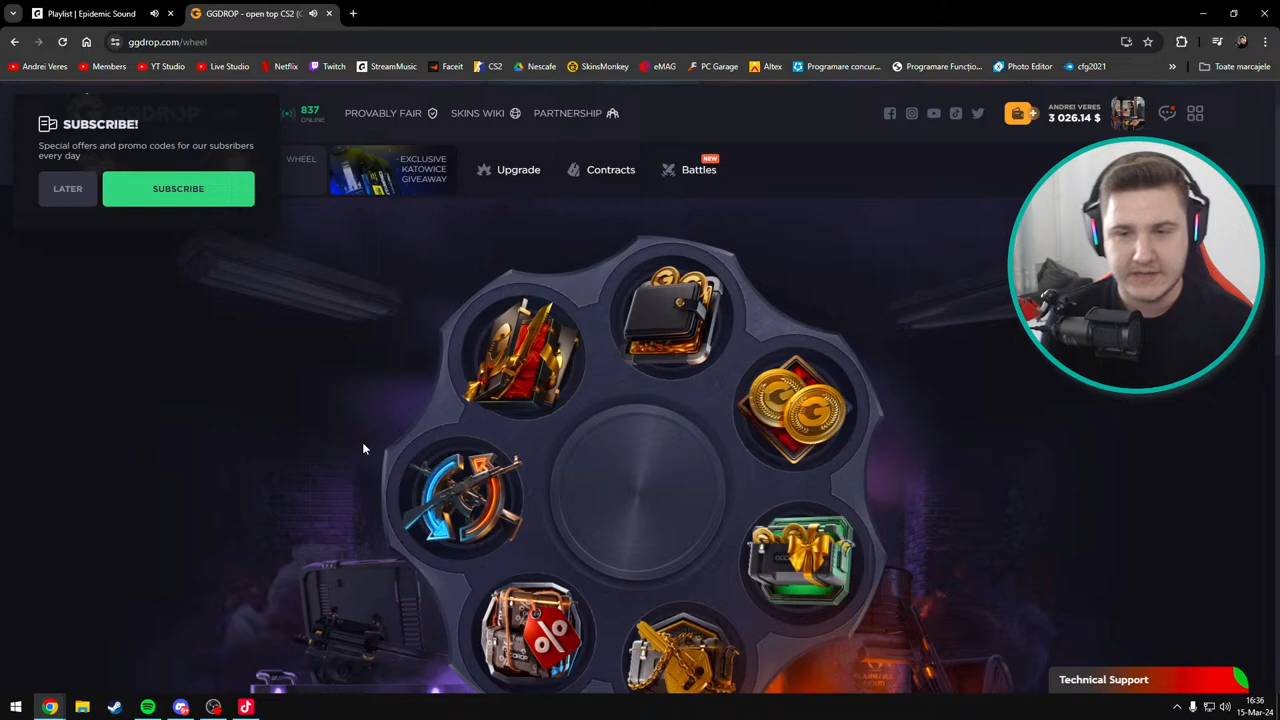 Playlist | Epidemic Sound
GGDROP - open top CS2 (C
ggdrop.com/wheel
Andrei Veres
Members
YT Studio
Live Studio
Netflix
Twitch
StreamMusic
Faceit
CS2
Nescafe
SkinsMonkey
eMAG
PC Garage
Altex
Programare concur...
Programare Funcțio...
Photo Editor
cfg2021
Toate marcajele
GGDROP
837
ONLINE
PROVABLY FAIR
SKINS WIKI
PARTNERSHIP
ANDREI VERES
3 026.14 $
SUBSCRIBE!
Special offers and promo codes for our susbribers
every day
LATER
SUBSCRIBE
WHEEL
EXCLUSIVE
KATOWICE
GIVEAWAY
Upgrade
Contracts
NEW
Battles
Technical Support
16:36
15-Mar-24